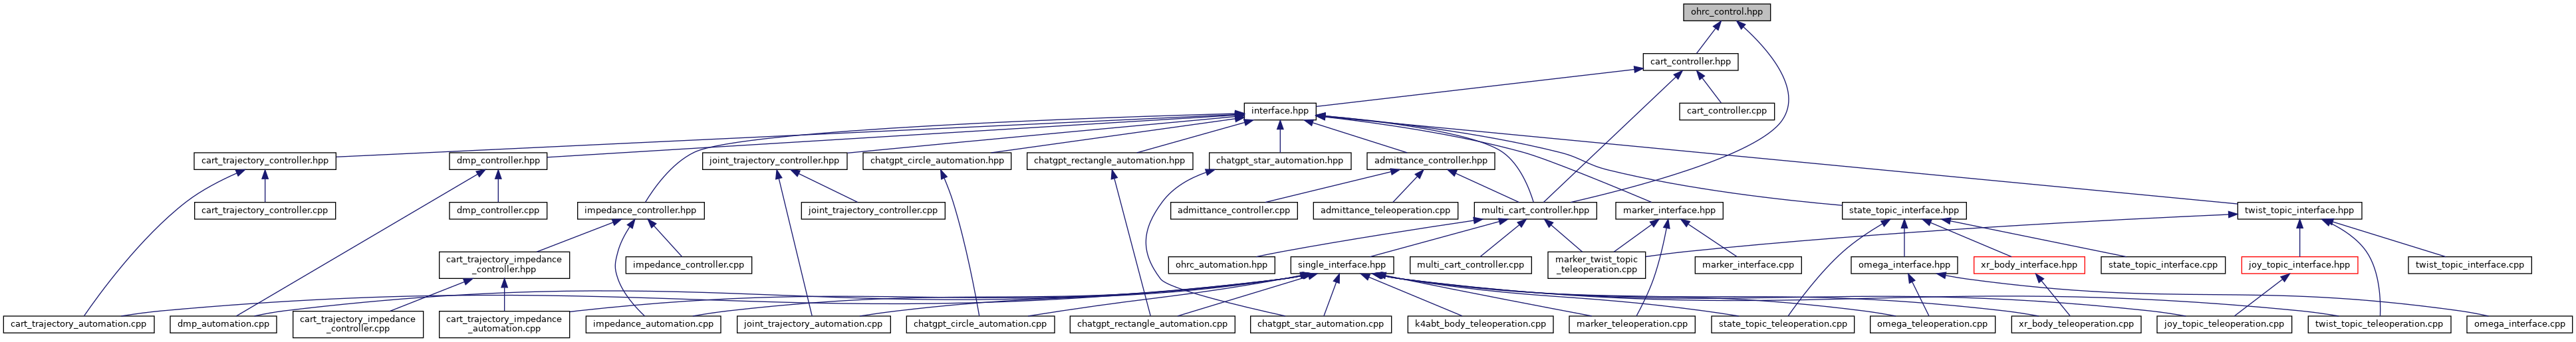 ohrc_control.hpp
cart_controller.hpp
interface.hpp
cart_controller.cpp
cart_trajectory_controller.hpp
dmp_controller.hpp
joint_trajectory_controller.hpp
chatgpt_circle_automation.hpp
chatgpt_rectangle_automation.hpp
chatgpt_star_automation.hpp
admittance_controller.hpp
cart_trajectory_controller.cpp
dmp_controller.cpp
impedance_controller.hpp
joint_trajectory_controller.cpp
admittance_controller.cpp
admittance_teleoperation.cpp
multi_cart_controller.hpp
marker_interface.hpp
state_topic_interface.hpp
twist_topic_interface.hpp
cart_trajectory_impedance
_controller.hpp
impedance_controller.cpp
ohrc_automation.hpp
single_interface.hpp
multi_cart_controller.cpp
marker_twist_topic
_teleoperation.cpp
marker_interface.cpp
omega_interface.hpp
xr_body_interface.hpp
state_topic_interface.cpp
joy_topic_interface.hpp
twist_topic_interface.cpp
cart_trajectory_automation.cpp
dmp_automation.cpp
cart_trajectory_impedance
_controller.cpp
cart_trajectory_impedance
_automation.cpp
impedance_automation.cpp
joint_trajectory_automation.cpp
chatgpt_circle_automation.cpp
chatgpt_rectangle_automation.cpp
chatgpt_star_automation.cpp
k4abt_body_teleoperation.cpp
marker_teleoperation.cpp
state_topic_teleoperation.cpp
omega_teleoperation.cpp
xr_body_teleoperation.cpp
joy_topic_teleoperation.cpp
twist_topic_teleoperation.cpp
omega_interface.cpp